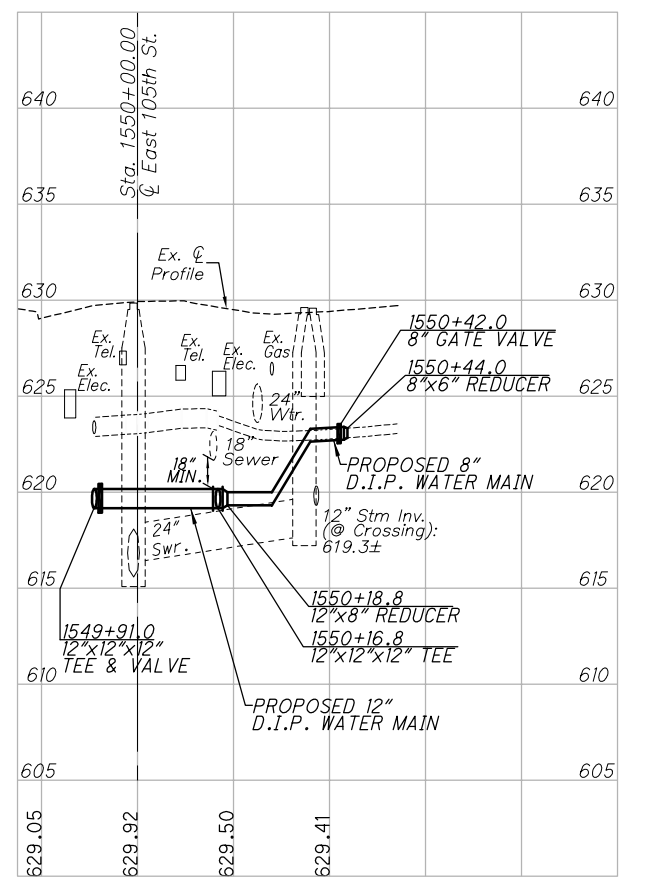 Sta. 1550+00.00
℄ East 105th St.
640 640
635 635
Ex. ℄
Profile
630 630
1550+42.0
8" GATE VALVE
1550+44.0
8"x6" REDUCER
Ex.
Tel.
Ex.
Tel.
Ex.
Elec.
Ex.
Gas
Ex.
Elec.
625 625
24"
Wtr.
18"
Sewer
18"
MIN.
PROPOSED 8"
D.I.P. WATER MAIN
620 620
12" Stm Inv.
(@ Crossing):
619.3±
24"
Swr.
615 615
1550+18.8
12"x8" REDUCER
1550+16.8
12"x12"x12" TEE
1549+91.0
12"x12"x12"
TEE & VALVE
610 610
PROPOSED 12"
D.I.P. WATER MAIN
605 605
629.05
629.92
629.50
629.41